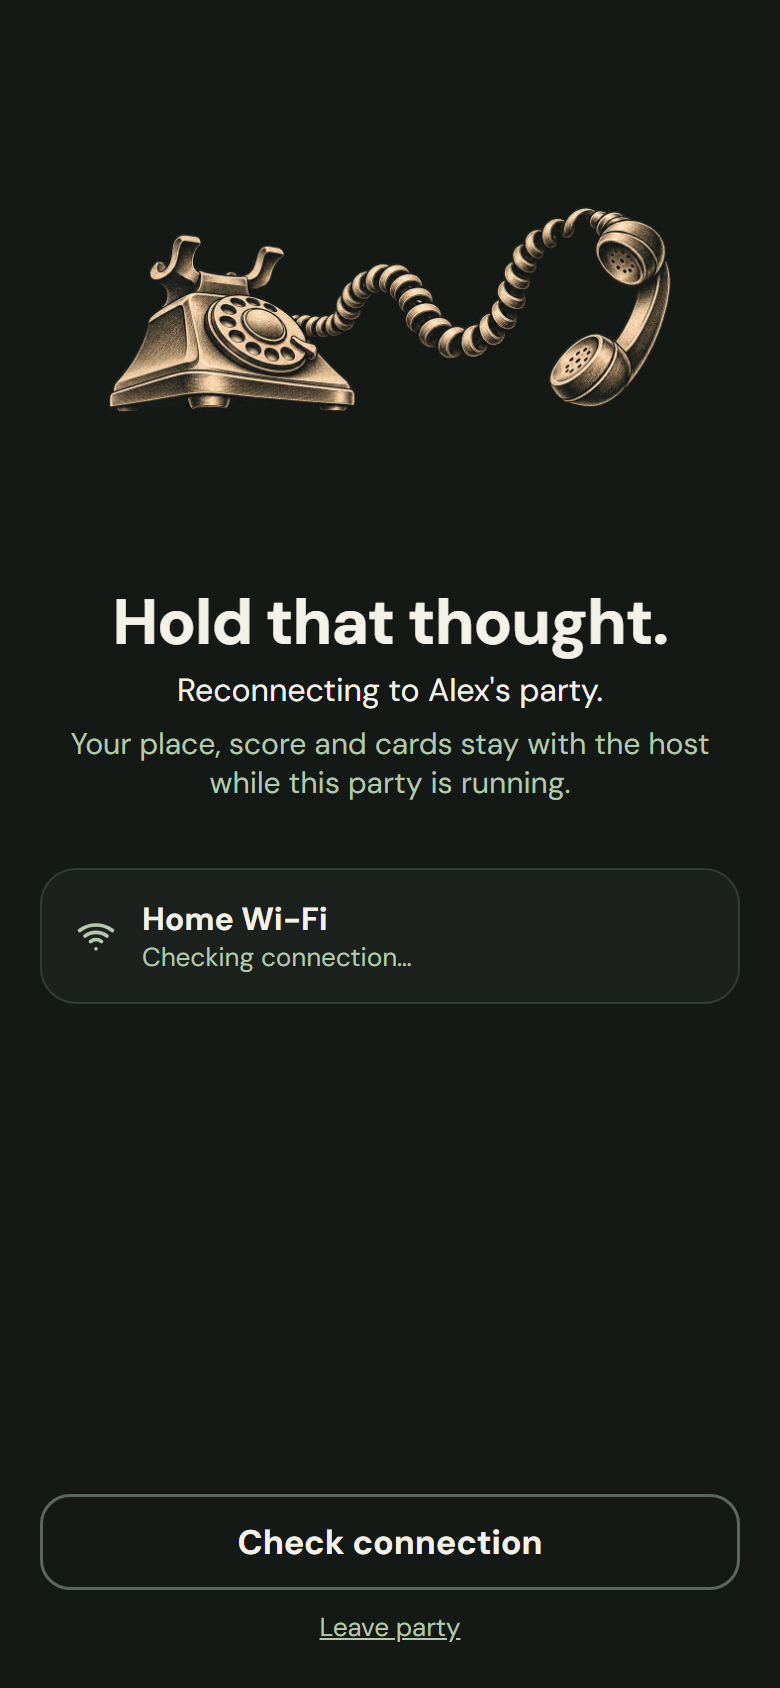 Hold that thought.
Reconnecting to Alex's party.
Your place, score and cards stay with the host
while this party is running.
Home Wi-Fi
Checking connection...
Check connection
Leave party